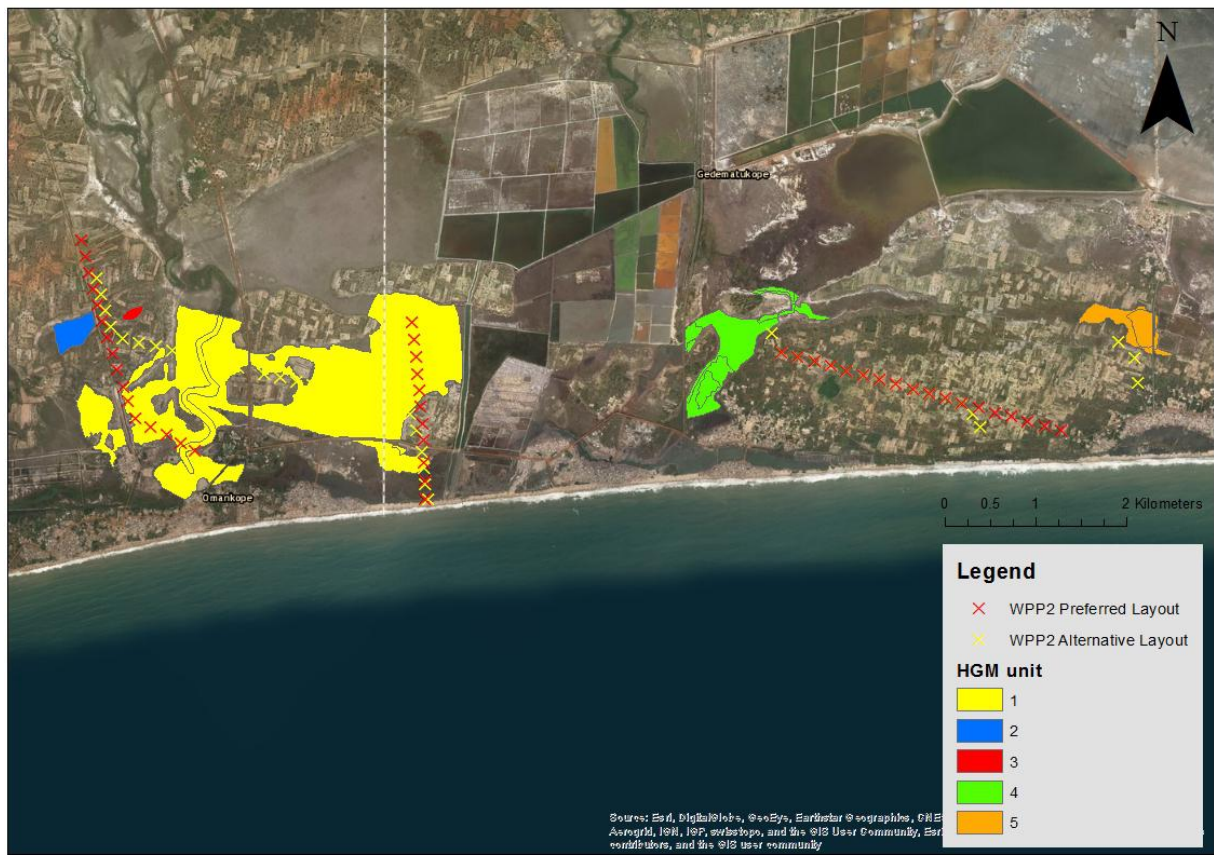 N
Gedematukope
Omankope
0 0.5 1 2 Kilometers
Legend
WPP2 Preferred Layout
WPP2 Alternative Layout
HGM unit
1
2
3
4
5
Source: Esri, DigitalGlobe, GeoEye, Earthstar Geographics, CNE
Aerogrid, IGN, IGP, swisstopo, and the GIS User Community, Esri
contributors, and the GIS user community